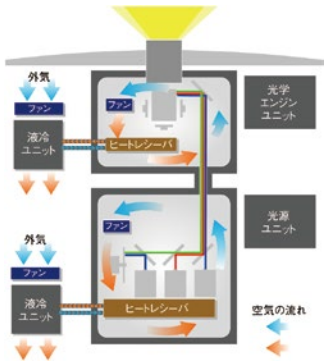 外気
ファン
液冷
ユニット
ファン
ヒートレシーバ
光学
エンジン
ユニット
外気
ファン
液冷
ユニット
ファン
ヒートレシーバ
光源
ユニット
空気の流れ